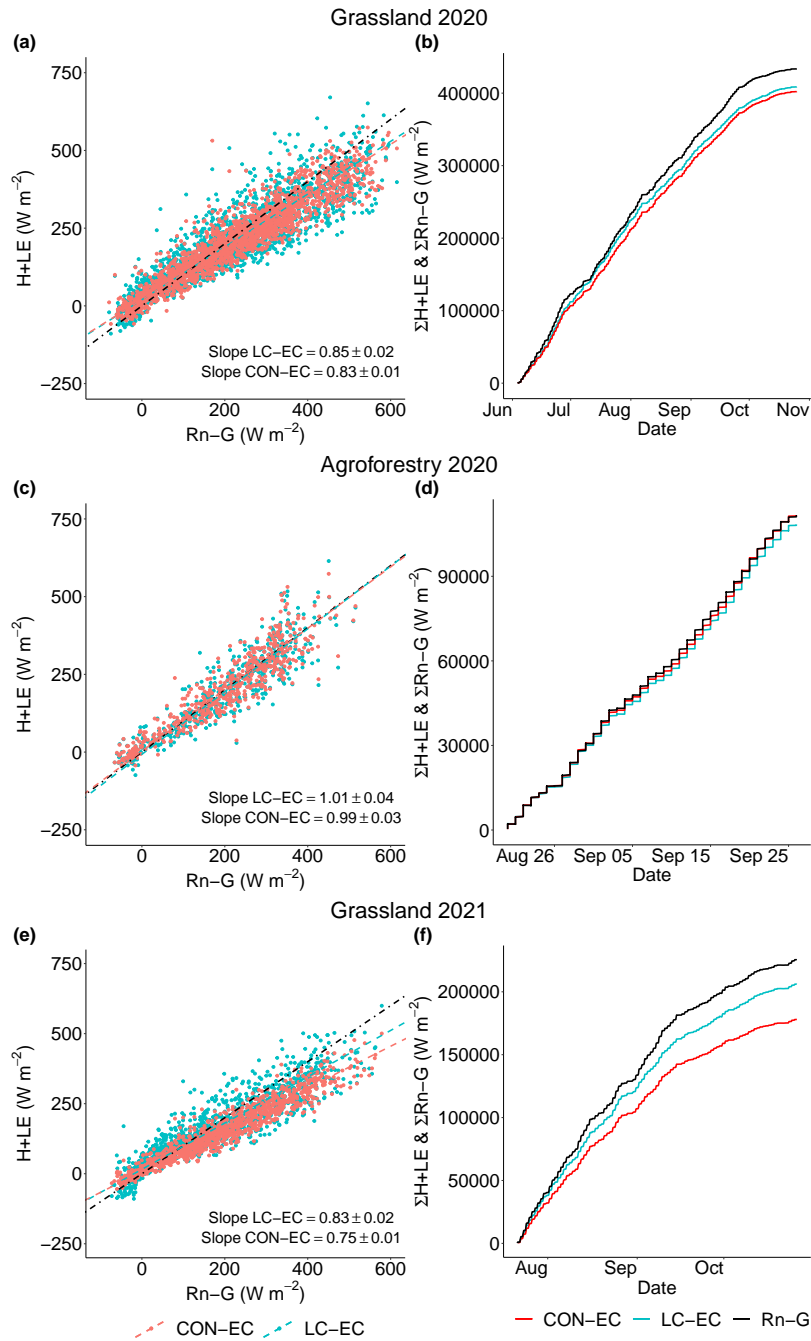 Grassland 2020
(a)
750
500
250
0
−250
H+LE (W m⁻²)
Slope LC−EC = 0.85 ± 0.02
Slope CON−EC = 0.83 ± 0.01
0 200 400 600
Rn−G (W m⁻²)
(b)
400000
300000
200000
100000
0
ΣH+LE & ΣRn−G (W m⁻²)
Jun Jul Aug Sep Oct Nov
Date
Agroforestry 2020
(c)
750
500
250
0
−250
H+LE (W m⁻²)
Slope LC−EC = 1.01 ± 0.04
Slope CON−EC = 0.99 ± 0.03
0 200 400 600
Rn−G (W m⁻²)
(d)
90000
60000
30000
0
ΣH+LE & ΣRn−G (W m⁻²)
Aug 26 Sep 05 Sep 15 Sep 25
Date
Grassland 2021
(e)
750
500
250
0
−250
H+LE (W m⁻²)
Slope LC−EC = 0.83 ± 0.02
Slope CON−EC = 0.75 ± 0.01
0 200 400 600
Rn−G (W m⁻²)
(f)
200000
150000
100000
50000
0
ΣH+LE & ΣRn−G (W m⁻²)
Aug Sep Oct
Date
CON−EC LC−EC
CON−EC LC−EC Rn−G